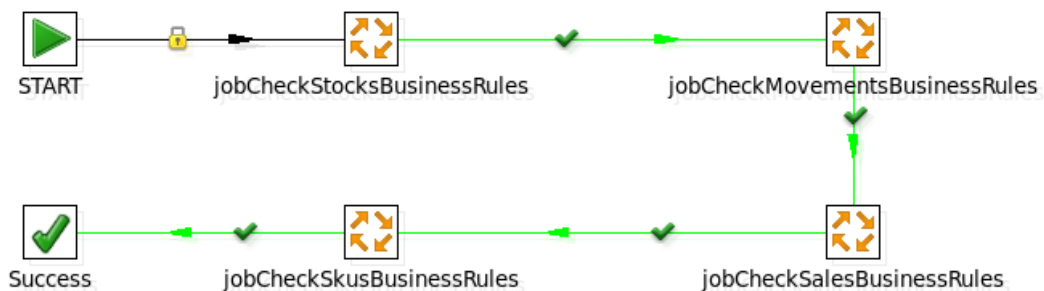 START
jobCheckStocksBusinessRules
jobCheckMovementsBusinessRules
Success
jobCheckSkusBusinessRules
jobCheckSalesBusinessRules